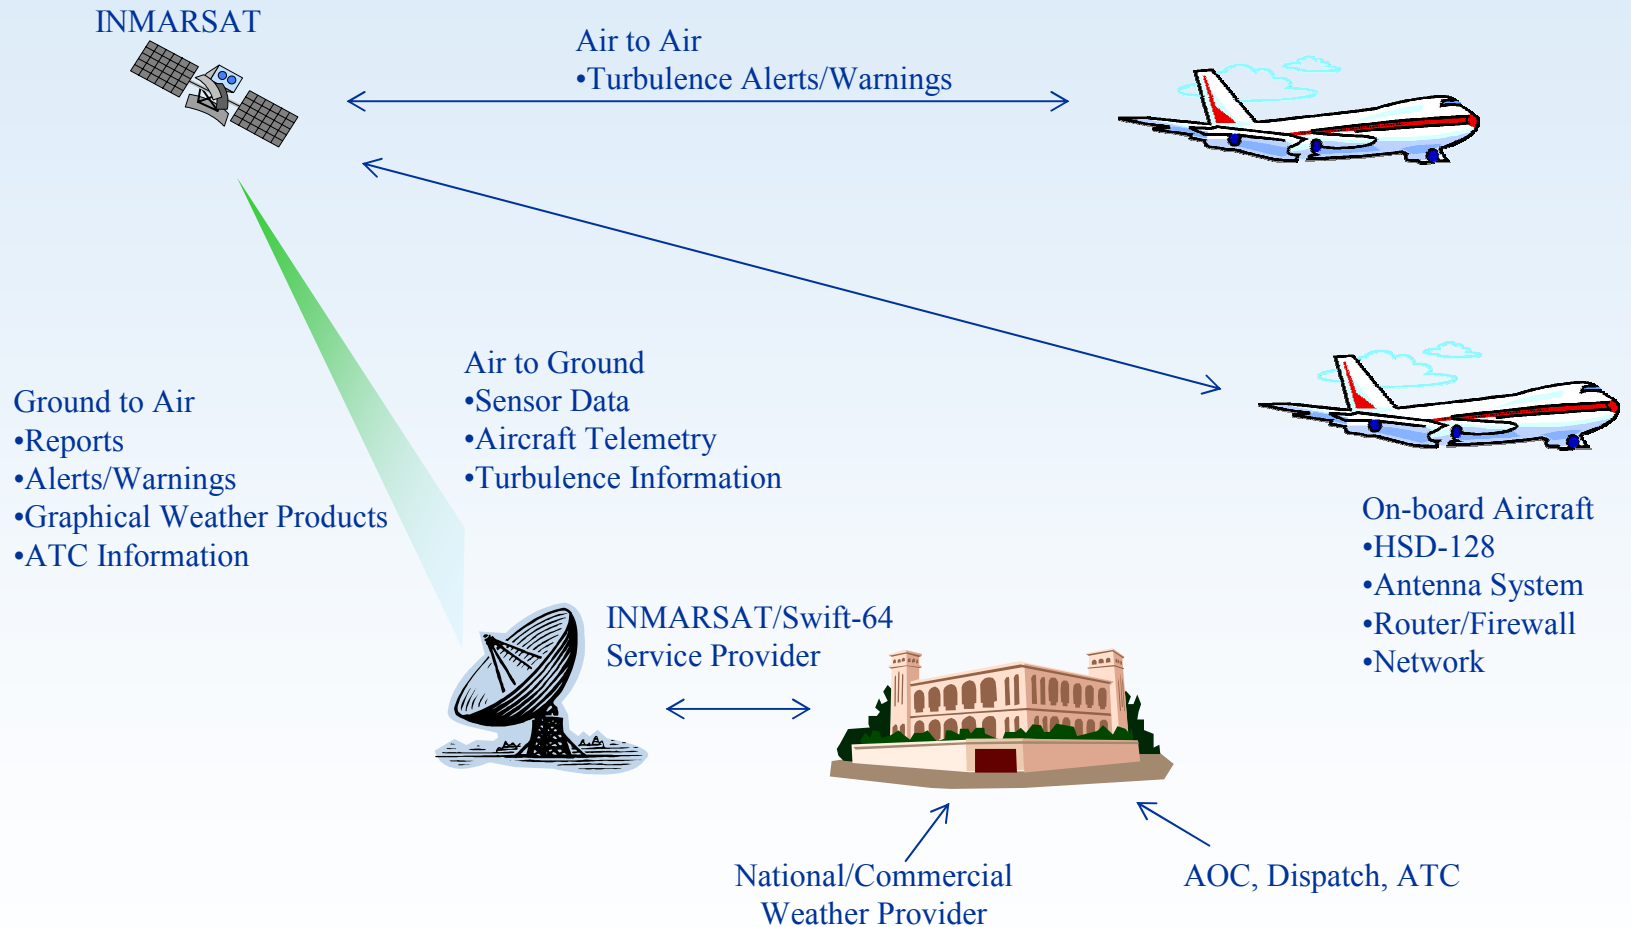 INMARSAT
Air to Air
•Turbulence Alerts/Warnings
Air to Ground
•Sensor Data
•Aircraft Telemetry
•Turbulence Information
Ground to Air
•Reports
•Alerts/Warnings
•Graphical Weather Products
•ATC Information
On-board Aircraft
•HSD-128
•Antenna System
•Router/Firewall
•Network
INMARSAT/Swift-64
Service Provider
National/Commercial
Weather Provider
AOC, Dispatch, ATC